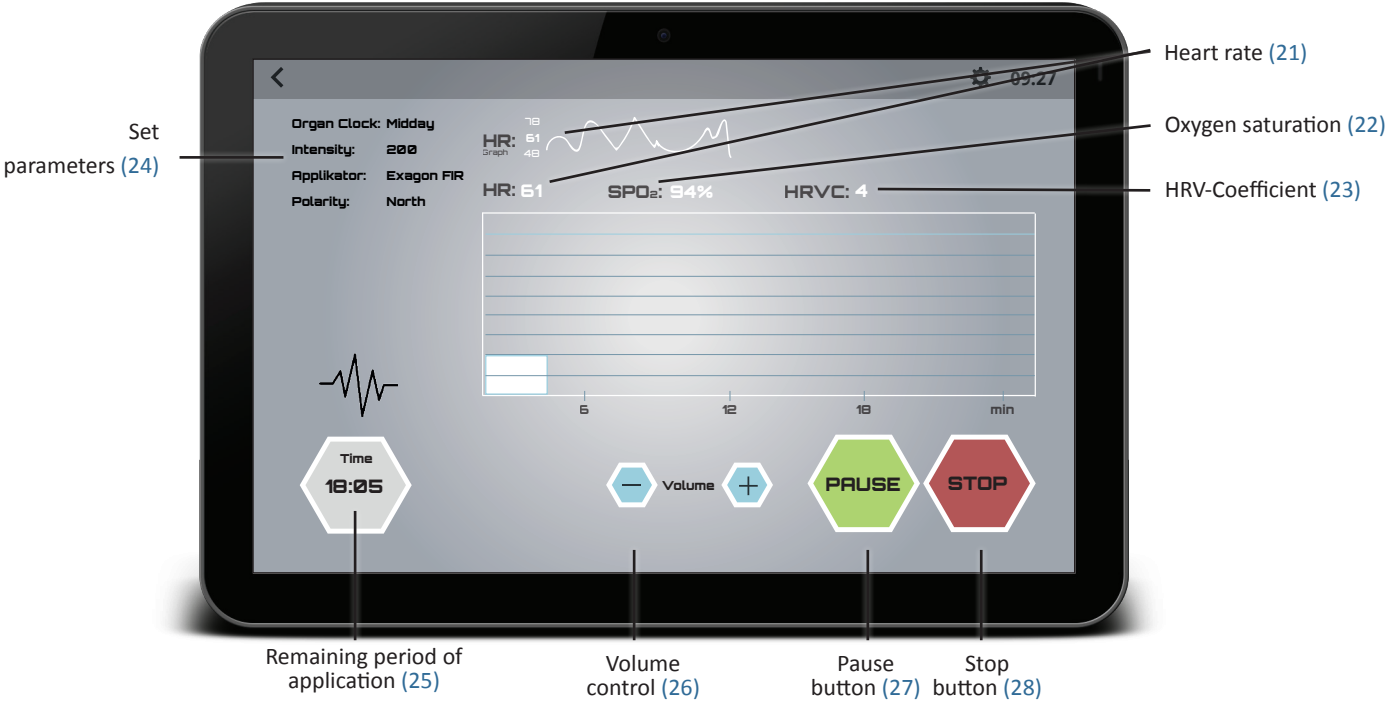 Heart rate (21)
09:27
Organ Clock: Midday
78
Set
parameters (24)
HR: 61
Graph
48
Oxygen saturation (22)
Intensity: 200
Applikator: Exagon FIR
HR: 61
SPO₂: 94%
HRVC: 4
HRV-Coefficient (23)
Polarity: North
6
12
18
min
Time
18:05
Volume
PAUSE
STOP
Remaining period of
application (25)
Volume
control (26)
Pause
button (27)
Stop
button (28)